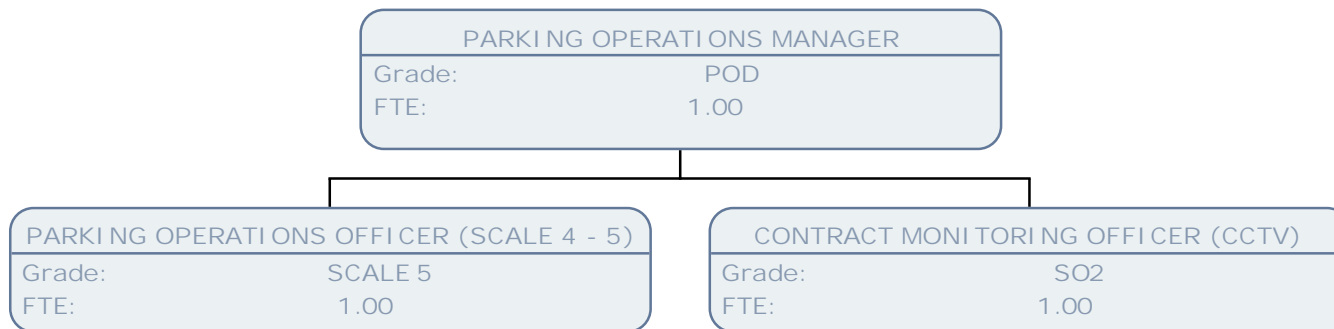 PARKING OPERATIONS MANAGER
Grade: POD
FTE: 1.00
PARKING OPERATIONS OFFICER (SCALE 4 - 5)
Grade: SCALE 5
FTE: 1.00
CONTRACT MONITORING OFFICER (CCTV)
Grade: SO2
FTE: 1.00